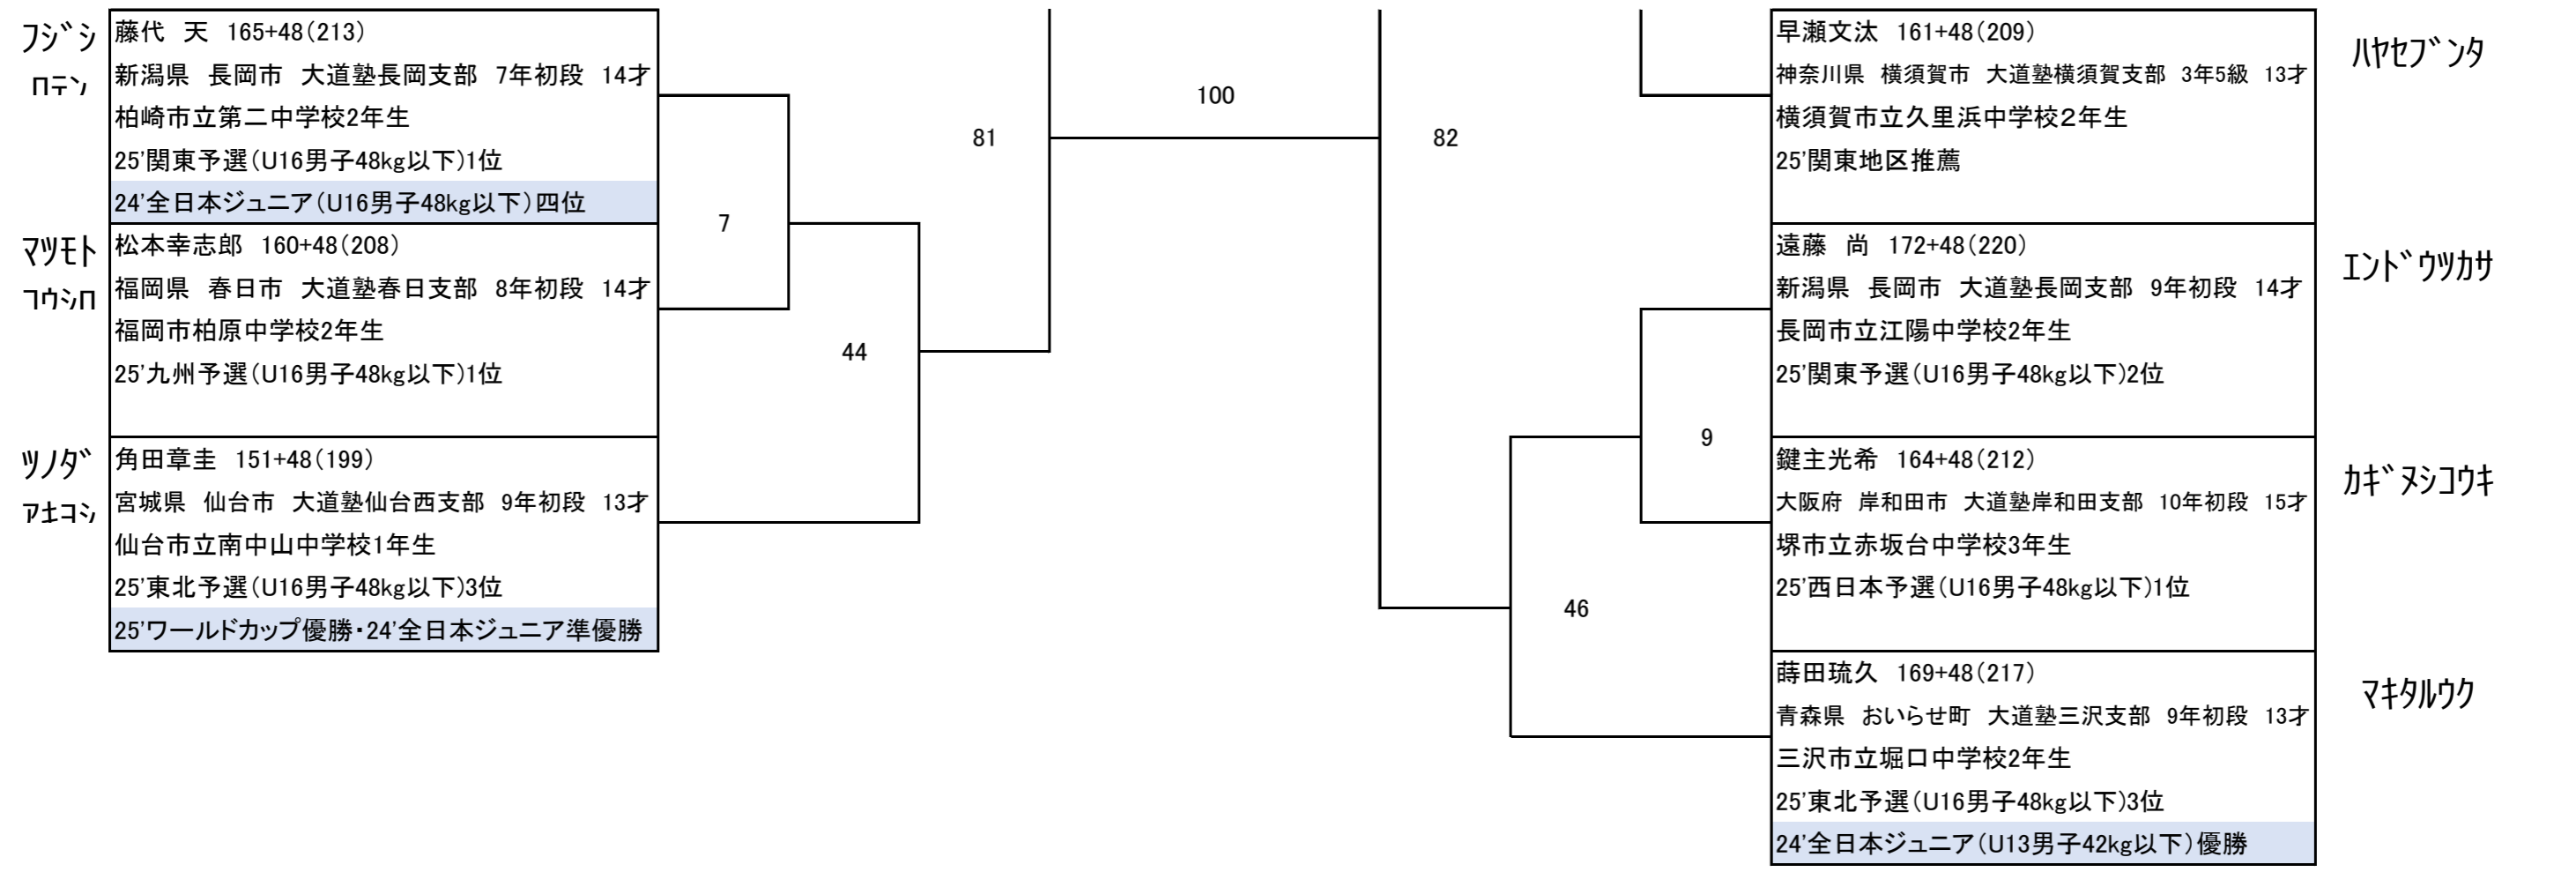 フジシ
ロテン
藤代　天　165+48(213)
新潟県　長岡市　大道塾長岡支部　7年初段　14才
柏崎市立第二中学校2年生
25'関東予選(U16男子48kg以下)1位
24'全日本ジュニア(U16男子48kg以下)四位
マツモト
コウシロ
松本幸志郎　160+48(208)
福岡県　春日市　大道塾春日支部　8年初段　14才
福岡市柏原中学校2年生
25'九州予選(U16男子48kg以下)1位
ツノダ
アキヨシ
角田章圭　151+48(199)
宮城県　仙台市　大道塾仙台西支部　9年初段　13才
仙台市立南中山中学校1年生
25'東北予選(U16男子48kg以下)3位
25'ワールドカップ優勝・24'全日本ジュニア準優勝
7
44
81
100
82
9
46
早瀬文汰　161+48(209)
神奈川県　横須賀市　大道塾横須賀支部　3年5級　13才
横須賀市立久里浜中学校２年生
25'関東地区推薦
ハヤセブンタ
遠藤　尚　172+48(220)
新潟県　長岡市　大道塾長岡支部　9年初段　14才
長岡市立江陽中学校2年生
25'関東予選(U16男子48kg以下)2位
エンドウツカサ
鍵主光希　164+48(212)
大阪府　岸和田市　大道塾岸和田支部　10年初段　15才
堺市立赤坂台中学校3年生
25'西日本予選(U16男子48kg以下)1位
カギヌシコウキ
蒔田琉久　169+48(217)
青森県　おいらせ町　大道塾三沢支部　9年初段　13才
三沢市立堀口中学校2年生
25'東北予選(U16男子48kg以下)3位
24'全日本ジュニア(U13男子42kg以下)優勝
マキタルウク